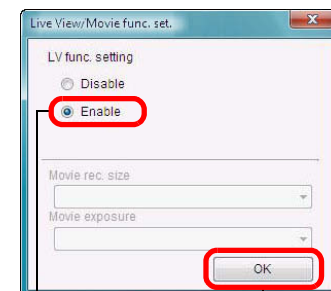 Live View/Movie func. set.
LV func. setting
Disable
Enable
Movie rec. size
Movie exposure
OK